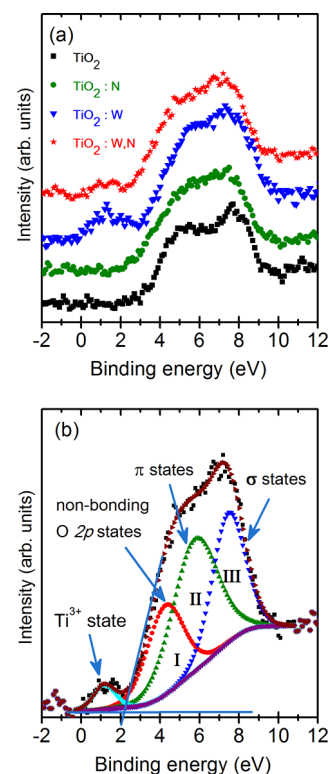 (a)
TiO2
TiO2 : N
TiO2 : W
TiO2 : W,N
Intensity (arb. units)
-2 0 2 4 6 8 10 12
Binding energy (eV)
(b)
π states
σ states
non-bonding
O 2p states
Ti3+ state
I
II
III
Intensity (arb. units)
-2 0 2 4 6 8 10 12
Binding energy (eV)